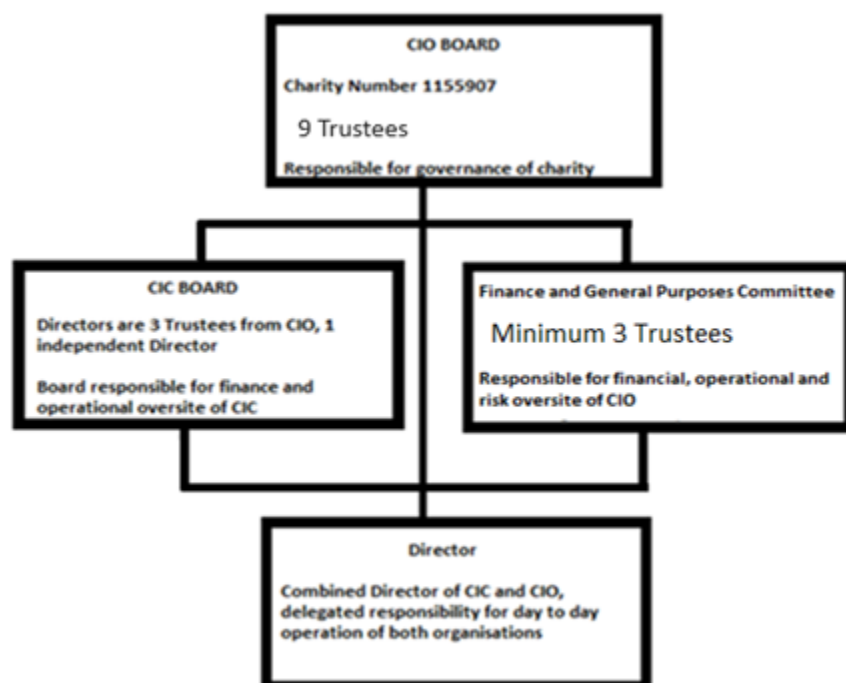 CIO BOARD
Charity Number 1155907
9 Trustees
Responsible for governance of charity
CIC BOARD
Directors are 3 Trustees from CIO, 1
independent Director
Board responsible for finance and
operational oversite of CIC
Finance and General Purposes Committee
Minimum 3 Trustees
Responsible for financial, operational and
risk oversite of CIO
Director
Combined Director of CIC and CIO,
delegated responsibility for day to day
operation of both organisations